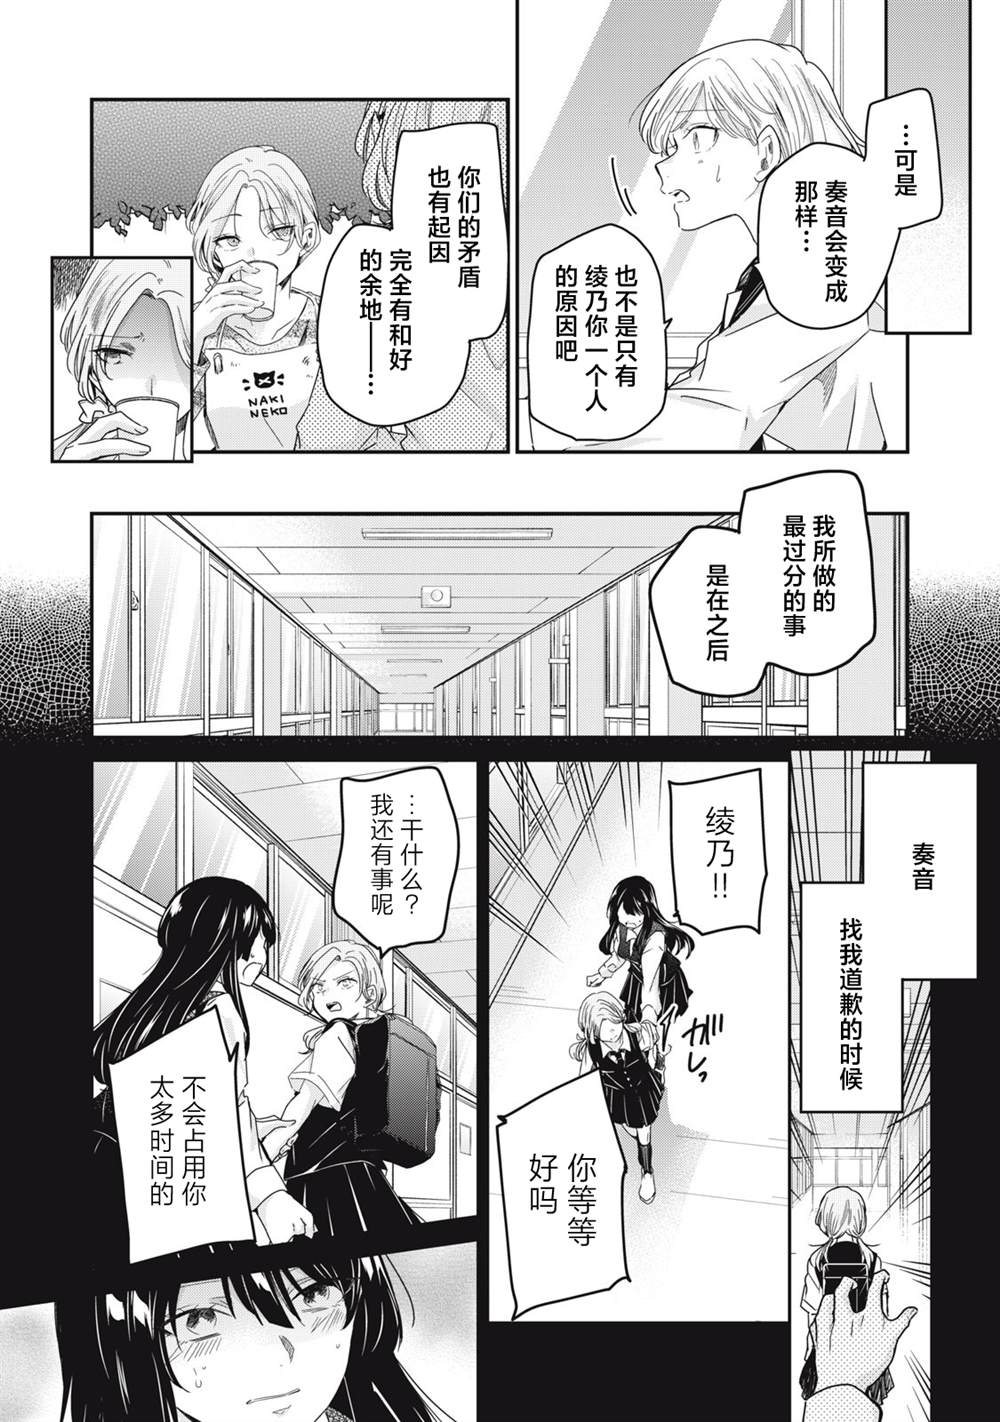 …可是
奏音会变成
那样…
也不是只有
绫乃你一个人
的原因吧
你们的矛盾
也有起因
完全有和好
的余地——…
NAKI
NEKO
我所做的
最过分的事
是在之后
奏音
找我道歉的时候
绫乃!!
ガシッ
你等等
好吗
…干什么?
我还有事呢
不会占用你
太多时间的